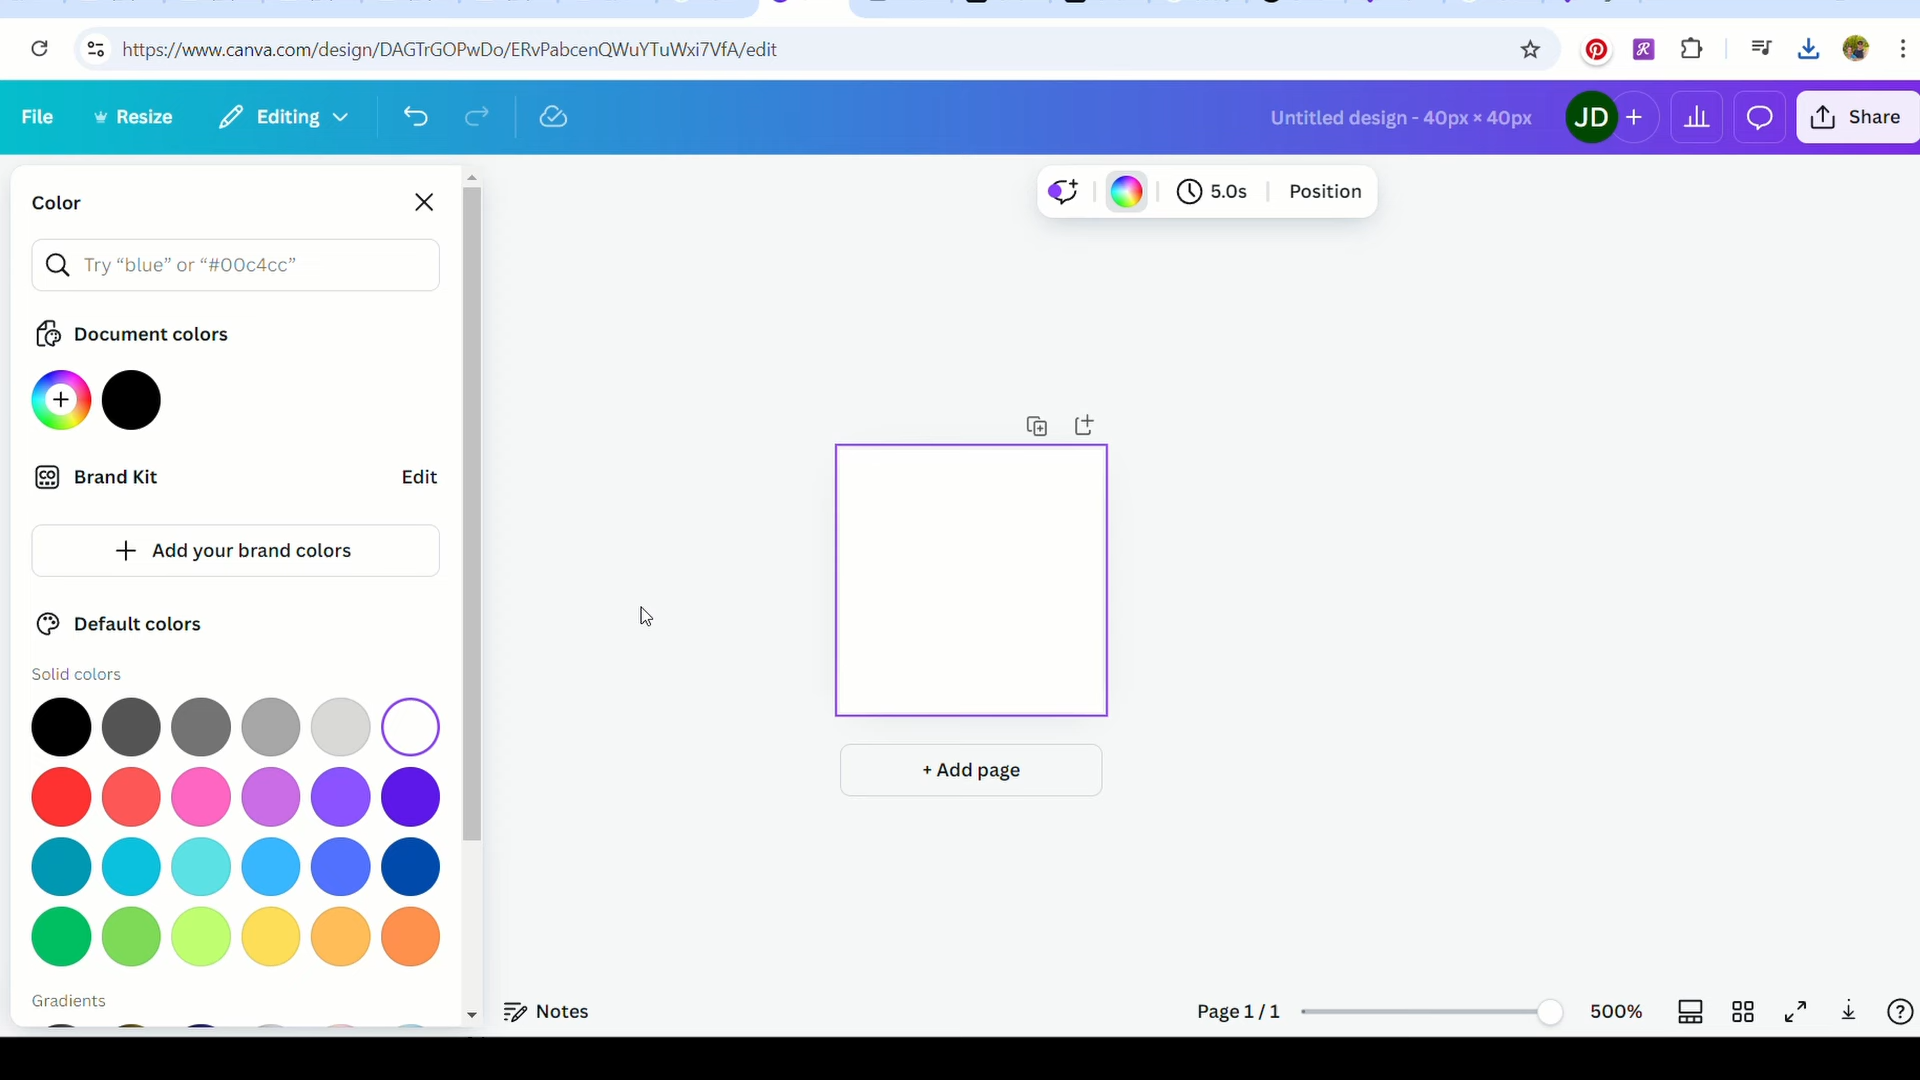 https://www.canva.com/design/DAGTrGOPwDo/ERvPabcenQWuYTuWxi7VfA/edit
File
Resize
Editing
Untitled design - 40px × 40px
JD
+
Share
Color
Try “blue” or “#00c4cc”
5.0s
Position
Document colors
Brand Kit
Edit
+ Add your brand colors
Default colors
Solid colors
+ Add page
Gradients
Notes
Page 1 / 1
500%